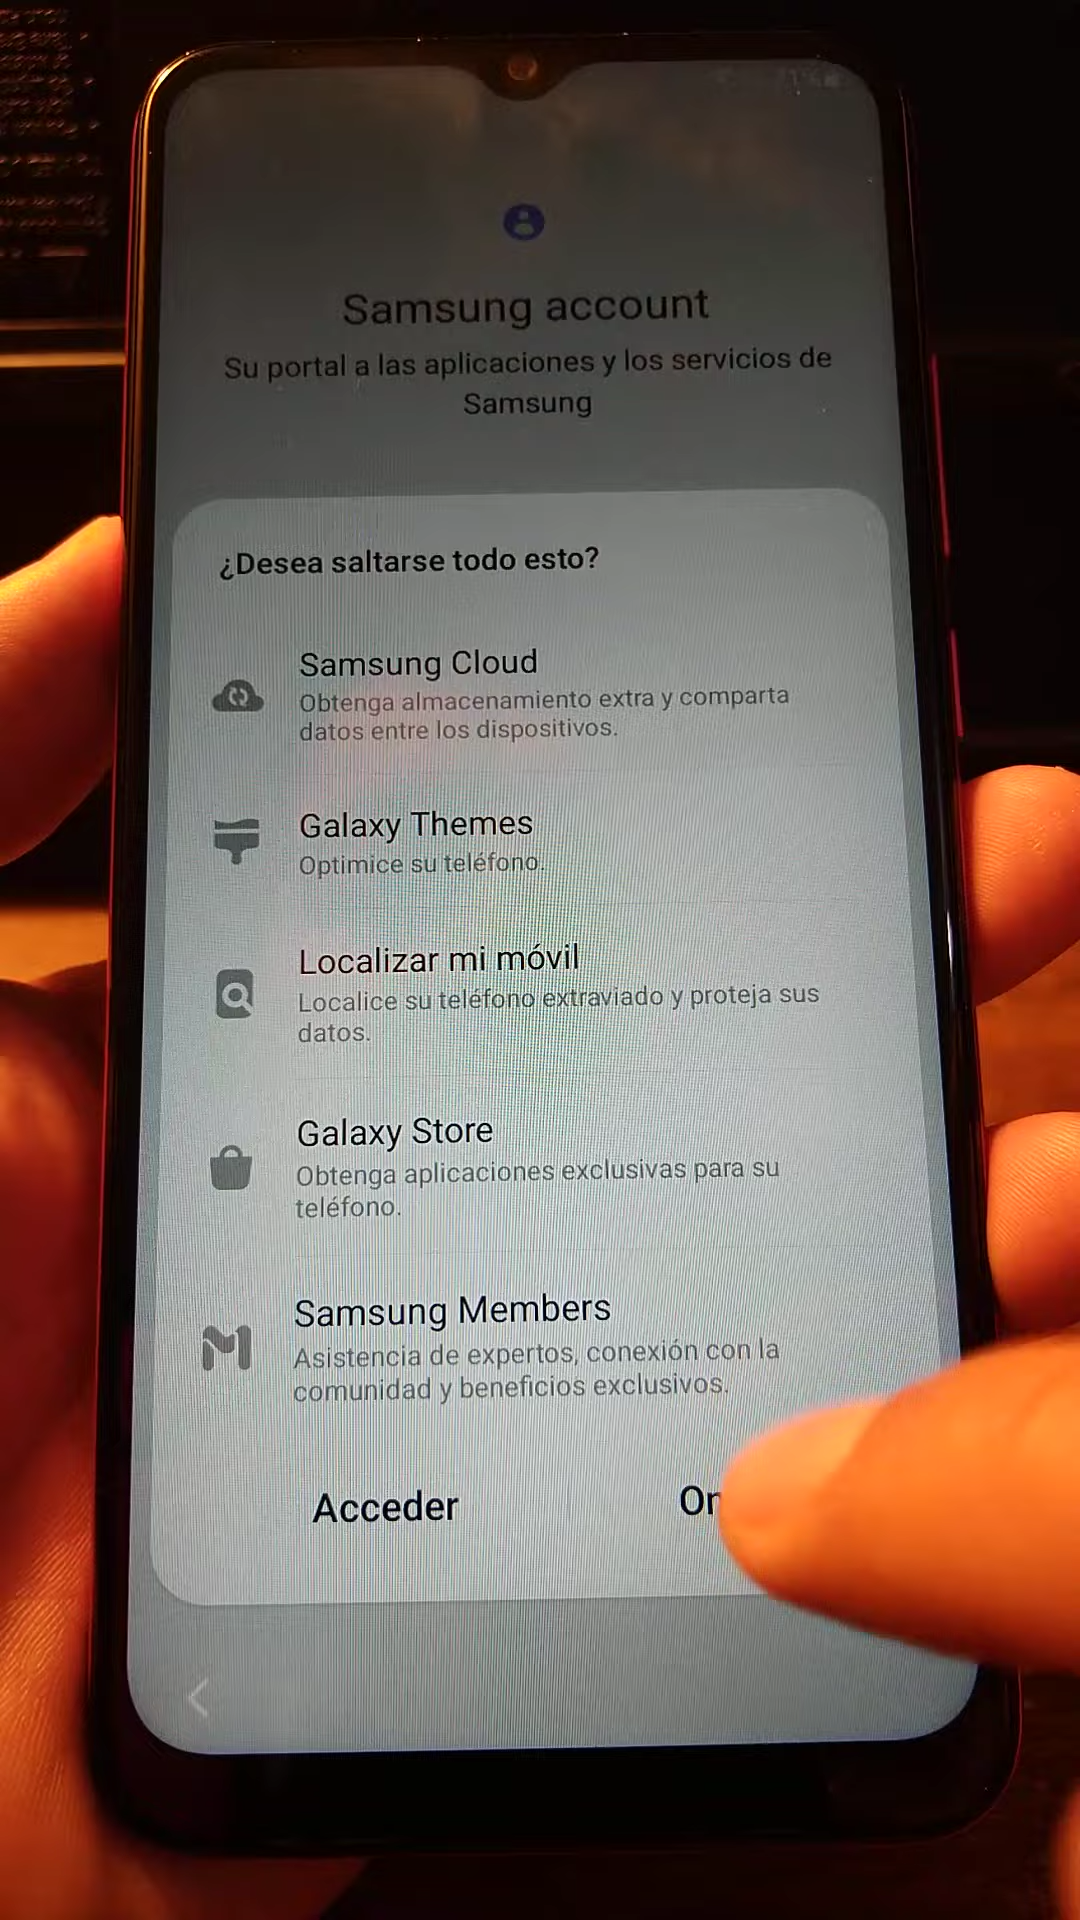 Samsung account
Su portal a las aplicaciones y los servicios de
Samsung
¿Desea saltarse todo esto?
Samsung Cloud
Obtenga almacenamiento extra y comparta
datos entre los dispositivos.
Galaxy Themes
Optimice su teléfono.
Localizar mi móvil
Localice su teléfono extraviado y proteja sus
datos.
Galaxy Store
Obtenga aplicaciones exclusivas para su
teléfono.
Samsung Members
Asistencia de expertos, conexión con la
comunidad y beneficios exclusivos.
Acceder